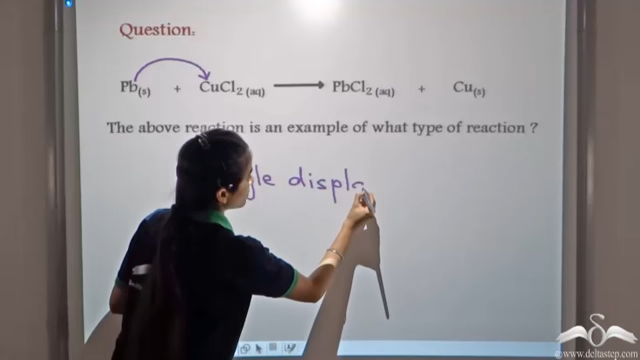 Question:
Pb(s) + CuCl2 (aq) → PbCl2 (aq) + Cu(s)
The above reaction is an example of what type of reaction ?
gle displa
©www.deltastep.com